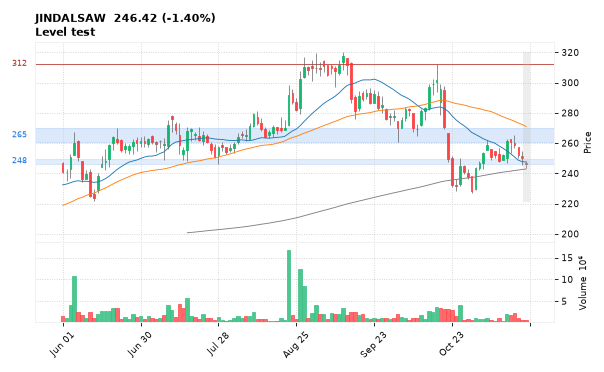 JINDALSAW 246.42 (-1.40%)
Level test
312
265
248
320
300
280
260
240
220
200
Price
15
10
5
Volume 10⁶
Jun 01
Jun 30
Jul 28
Aug 25
Sep 23
Oct 23